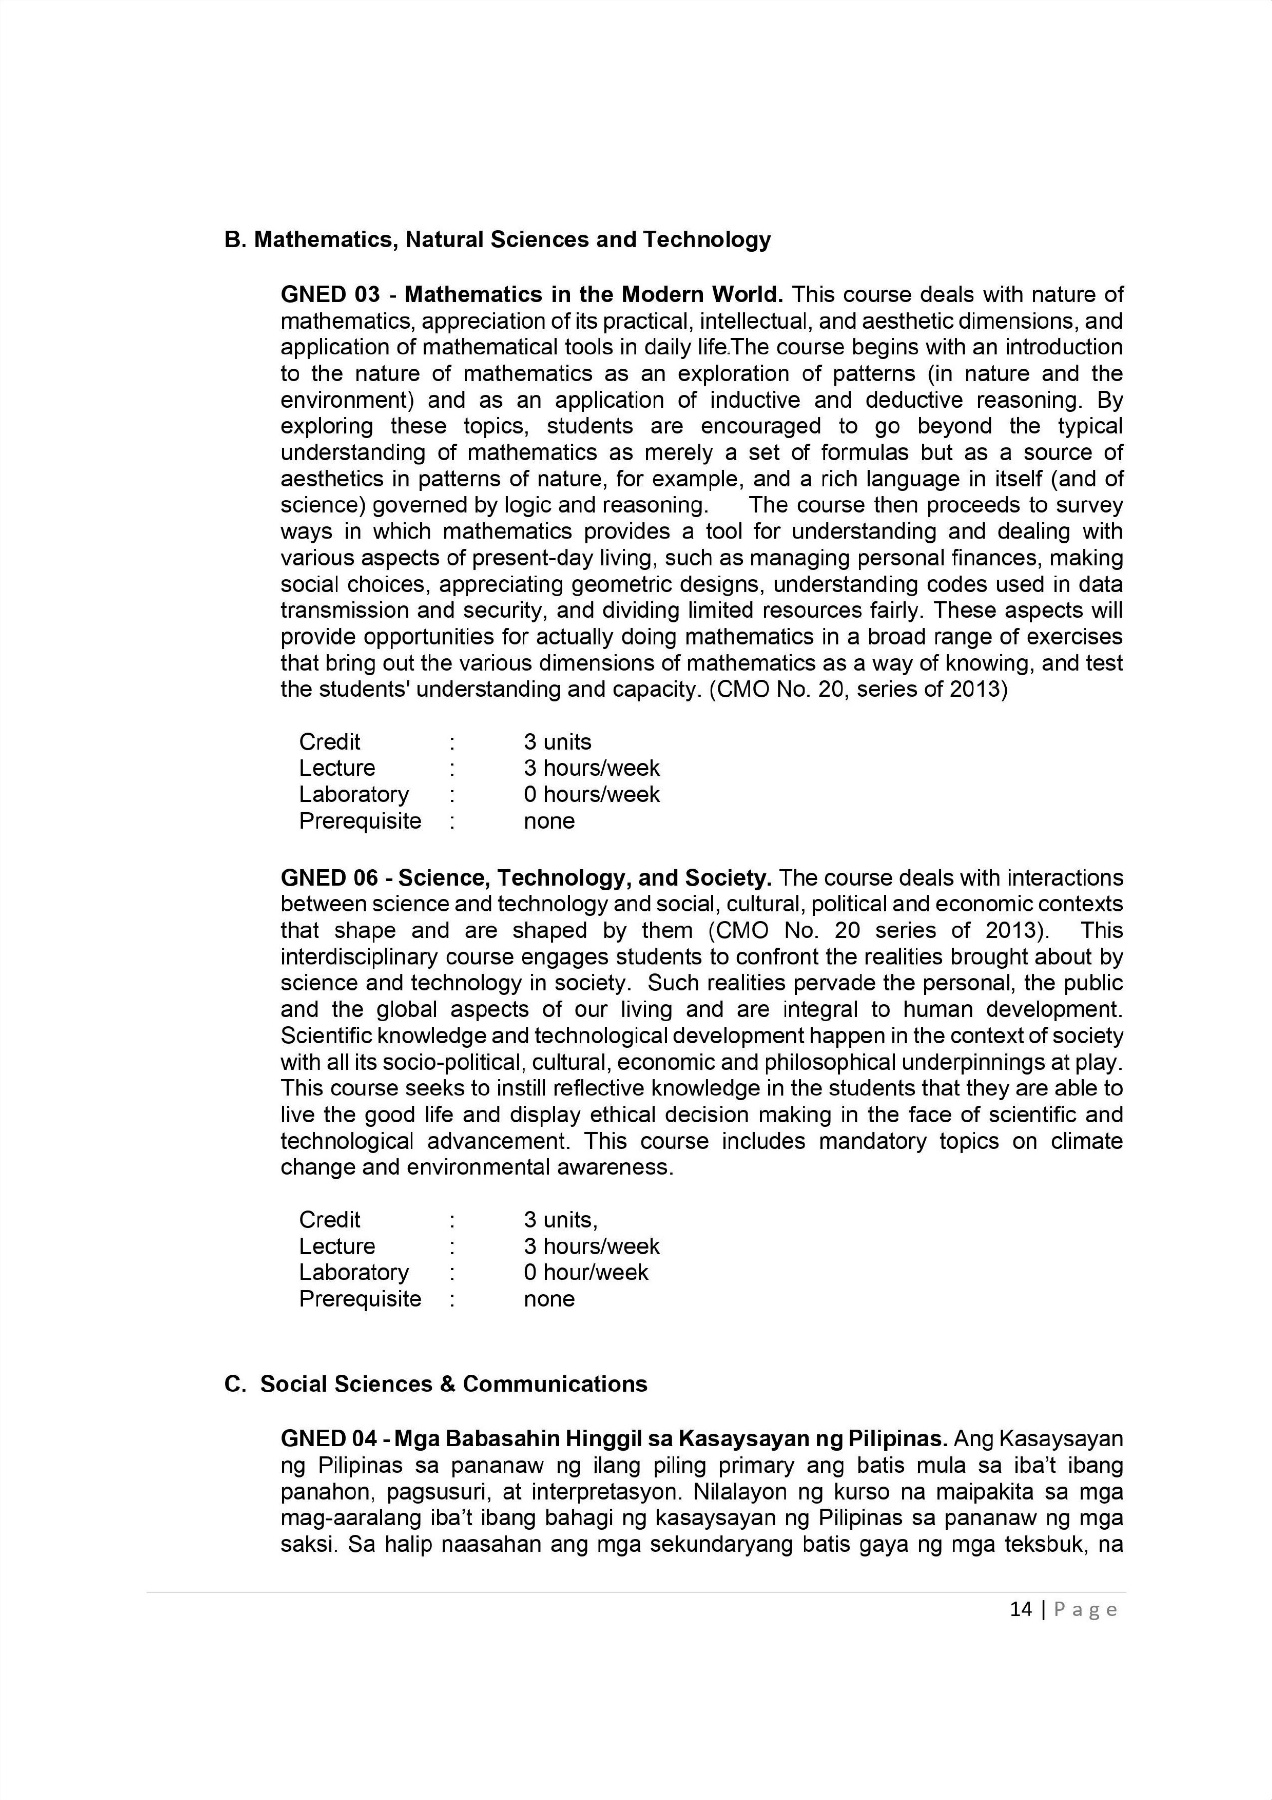 B. Mathematics, Natural Sciences and Technology
GNED 03 - Mathematics in the Modern World. This course deals with nature of
mathematics, appreciation of its practical, intellectual, and aesthetic dimensions, and
application of mathematical tools in daily life.The course begins with an introduction
to the nature of mathematics as an exploration of patterns (in nature and the
environment) and as an application of inductive and deductive reasoning. By
exploring these topics, students are encouraged to go beyond the typical
understanding of mathematics as merely a set of formulas but as a source of
aesthetics in patterns of nature, for example, and a rich language in itself (and of
science) governed by logic and reasoning. The course then proceeds to survey
ways in which mathematics provides a tool for understanding and dealing with
various aspects of present-day living, such as managing personal finances, making
social choices, appreciating geometric designs, understanding codes used in data
transmission and security, and dividing limited resources fairly. These aspects will
provide opportunities for actually doing mathematics in a broad range of exercises
that bring out the various dimensions of mathematics as a way of knowing, and test
the students' understanding and capacity. (CMO No. 20, series of 2013)
Credit : 3 units
Lecture : 3 hours/week
Laboratory : 0 hours/week
Prerequisite : none
GNED 06 - Science, Technology, and Society. The course deals with interactions
between science and technology and social, cultural, political and economic contexts
that shape and are shaped by them (CMO No. 20 series of 2013). This
interdisciplinary course engages students to confront the realities brought about by
science and technology in society. Such realities pervade the personal, the public
and the global aspects of our living and are integral to human development.
Scientific knowledge and technological development happen in the context of society
with all its socio-political, cultural, economic and philosophical underpinnings at play.
This course seeks to instill reflective knowledge in the students that they are able to
live the good life and display ethical decision making in the face of scientific and
technological advancement. This course includes mandatory topics on climate
change and environmental awareness.
Credit : 3 units,
Lecture : 3 hours/week
Laboratory : 0 hour/week
Prerequisite : none
C. Social Sciences & Communications
GNED 04 - Mga Babasahin Hinggil sa Kasaysayan ng Pilipinas. Ang Kasaysayan
ng Pilipinas sa pananaw ng ilang piling primary ang batis mula sa iba’t ibang
panahon, pagsusuri, at interpretasyon. Nilalayon ng kurso na maipakita sa mga
mag-aaralang iba’t ibang bahagi ng kasaysayan ng Pilipinas sa pananaw ng mga
saksi. Sa halip naasahan ang mga sekundaryang batis gaya ng mga teksbuk, na
14 | Page